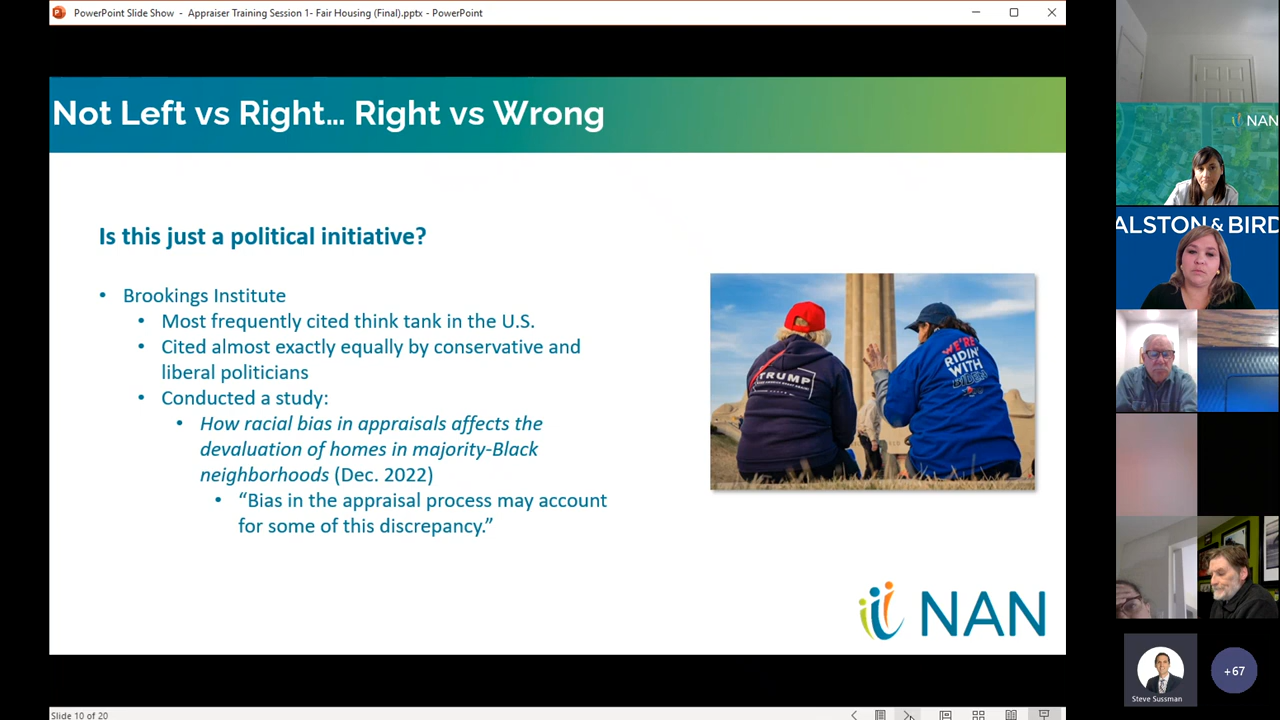 PowerPoint Slide Show - Appraiser Training Session 1- Fair Housing (Final).pptx - PowerPoint
Not Left vs Right... Right vs Wrong
Is this just a political initiative?
• Brookings Institute
• Most frequently cited think tank in the U.S.
• Cited almost exactly equally by conservative and
liberal politicians
• Conducted a study:
• How racial bias in appraisals affects the
devaluation of homes in majority-Black
neighborhoods (Dec. 2022)
• “Bias in the appraisal process may account
for some of this discrepancy.”
TRUMP
WE'RE
RIDIN'
WITH
BIDEN
NAN
NAN
ALSTON & BIRD
Steve Sussman
+67
Slide 10 of 20